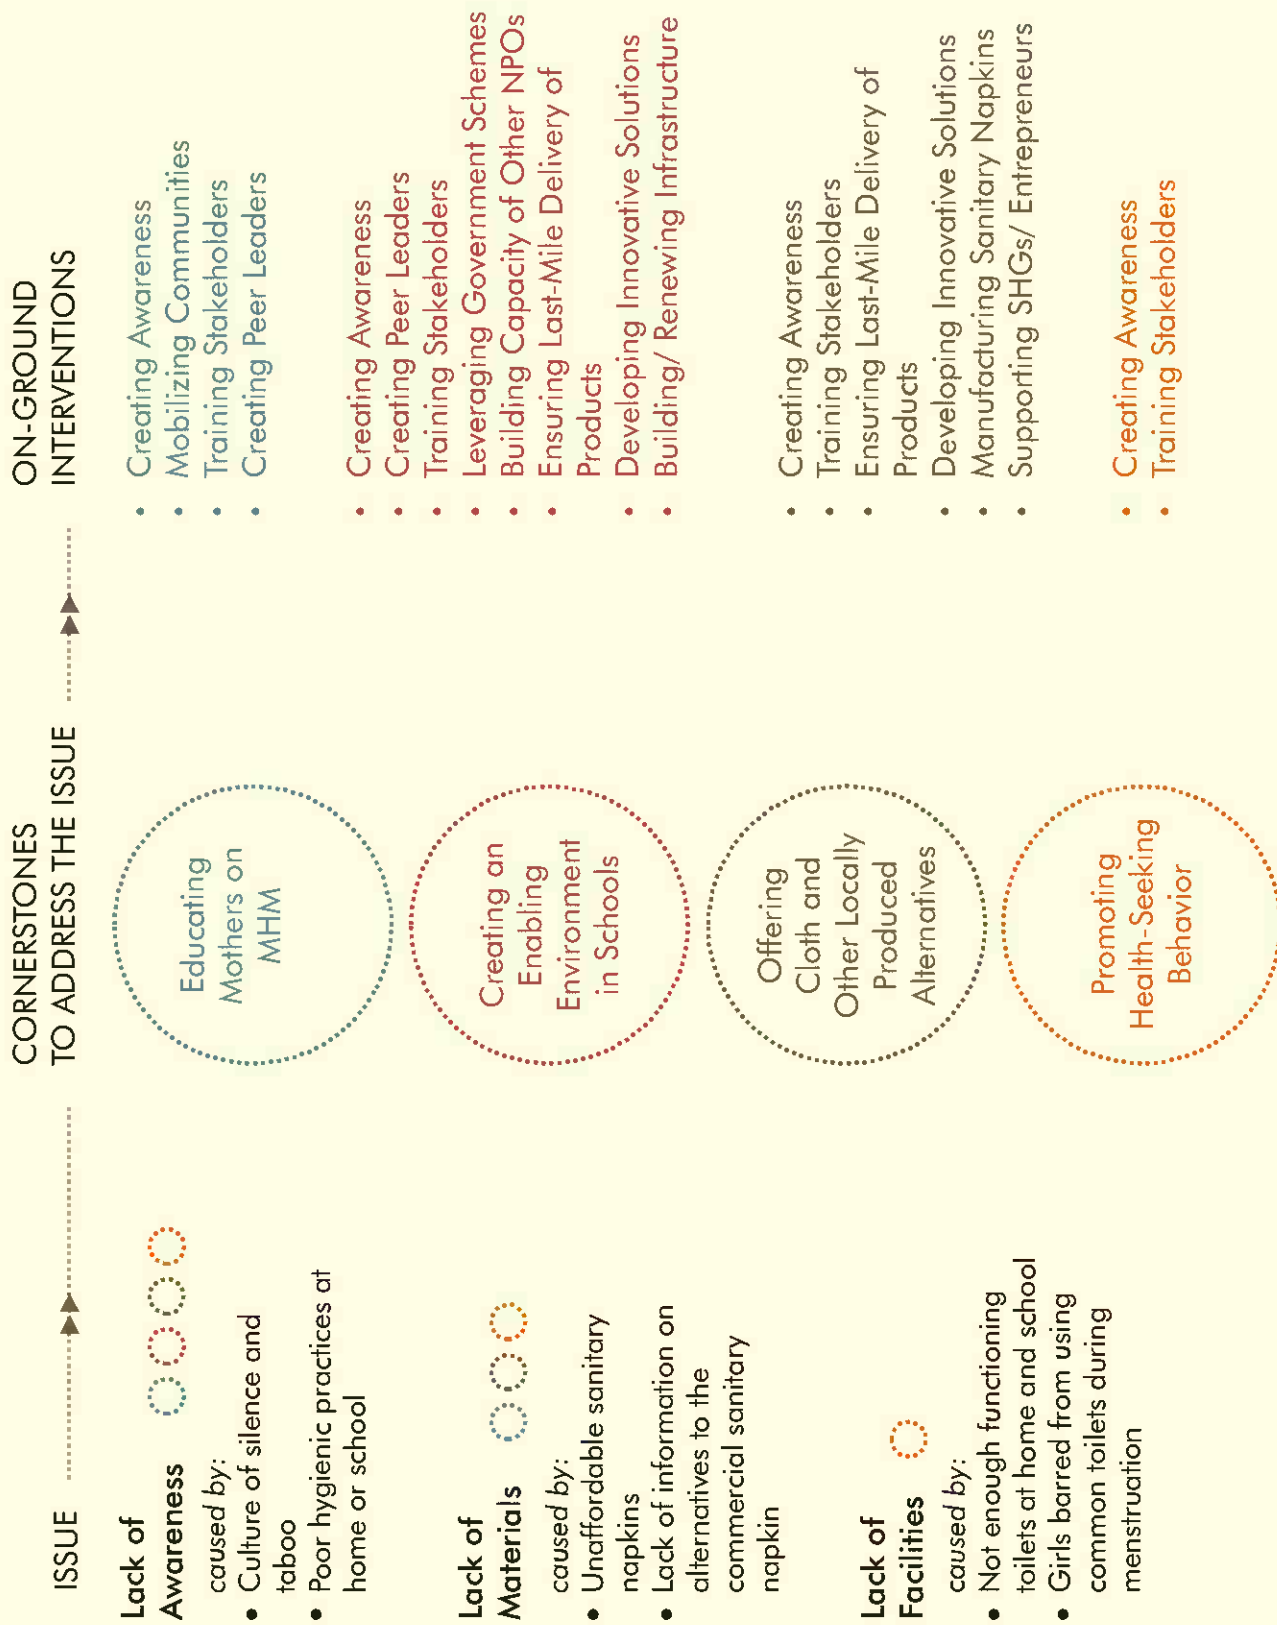 ISSUE
CORNERSTONES
TO ADDRESS THE ISSUE
ON-GROUND
INTERVENTIONS
Lack of
Awareness
caused by:
• Culture of silence and
taboo
• Poor hygienic practices at
home or school
Lack of
Materials
caused by:
• Unaffordable sanitary
napkins
• Lack of information on
alternatives to the
commercial sanitary
napkin
Lack of
Facilities
caused by:
• Not enough functioning
toilets at home and school
• Girls barred from using
common toilets during
menstruation
Educating
Mothers on
MHM
Creating an
Enabling
Environment
in Schools
Offering
Cloth and
Other Locally
Produced
Alternatives
Promoting
Health-Seeking
Behavior
• Creating Awareness
• Mobilizing Communities
• Training Stakeholders
• Creating Peer Leaders
• Creating Awareness
• Creating Peer Leaders
• Training Stakeholders
• Leveraging Government Schemes
• Building Capacity of Other NPOs
• Ensuring Last-Mile Delivery of
Products
• Developing Innovative Solutions
• Building/ Renewing Infrastructure
• Creating Awareness
• Training Stakeholders
• Ensuring Last-Mile Delivery of
Products
• Developing Innovative Solutions
• Manufacturing Sanitary Napkins
• Supporting SHGs/ Entrepreneurs
• Creating Awareness
• Training Stakeholders